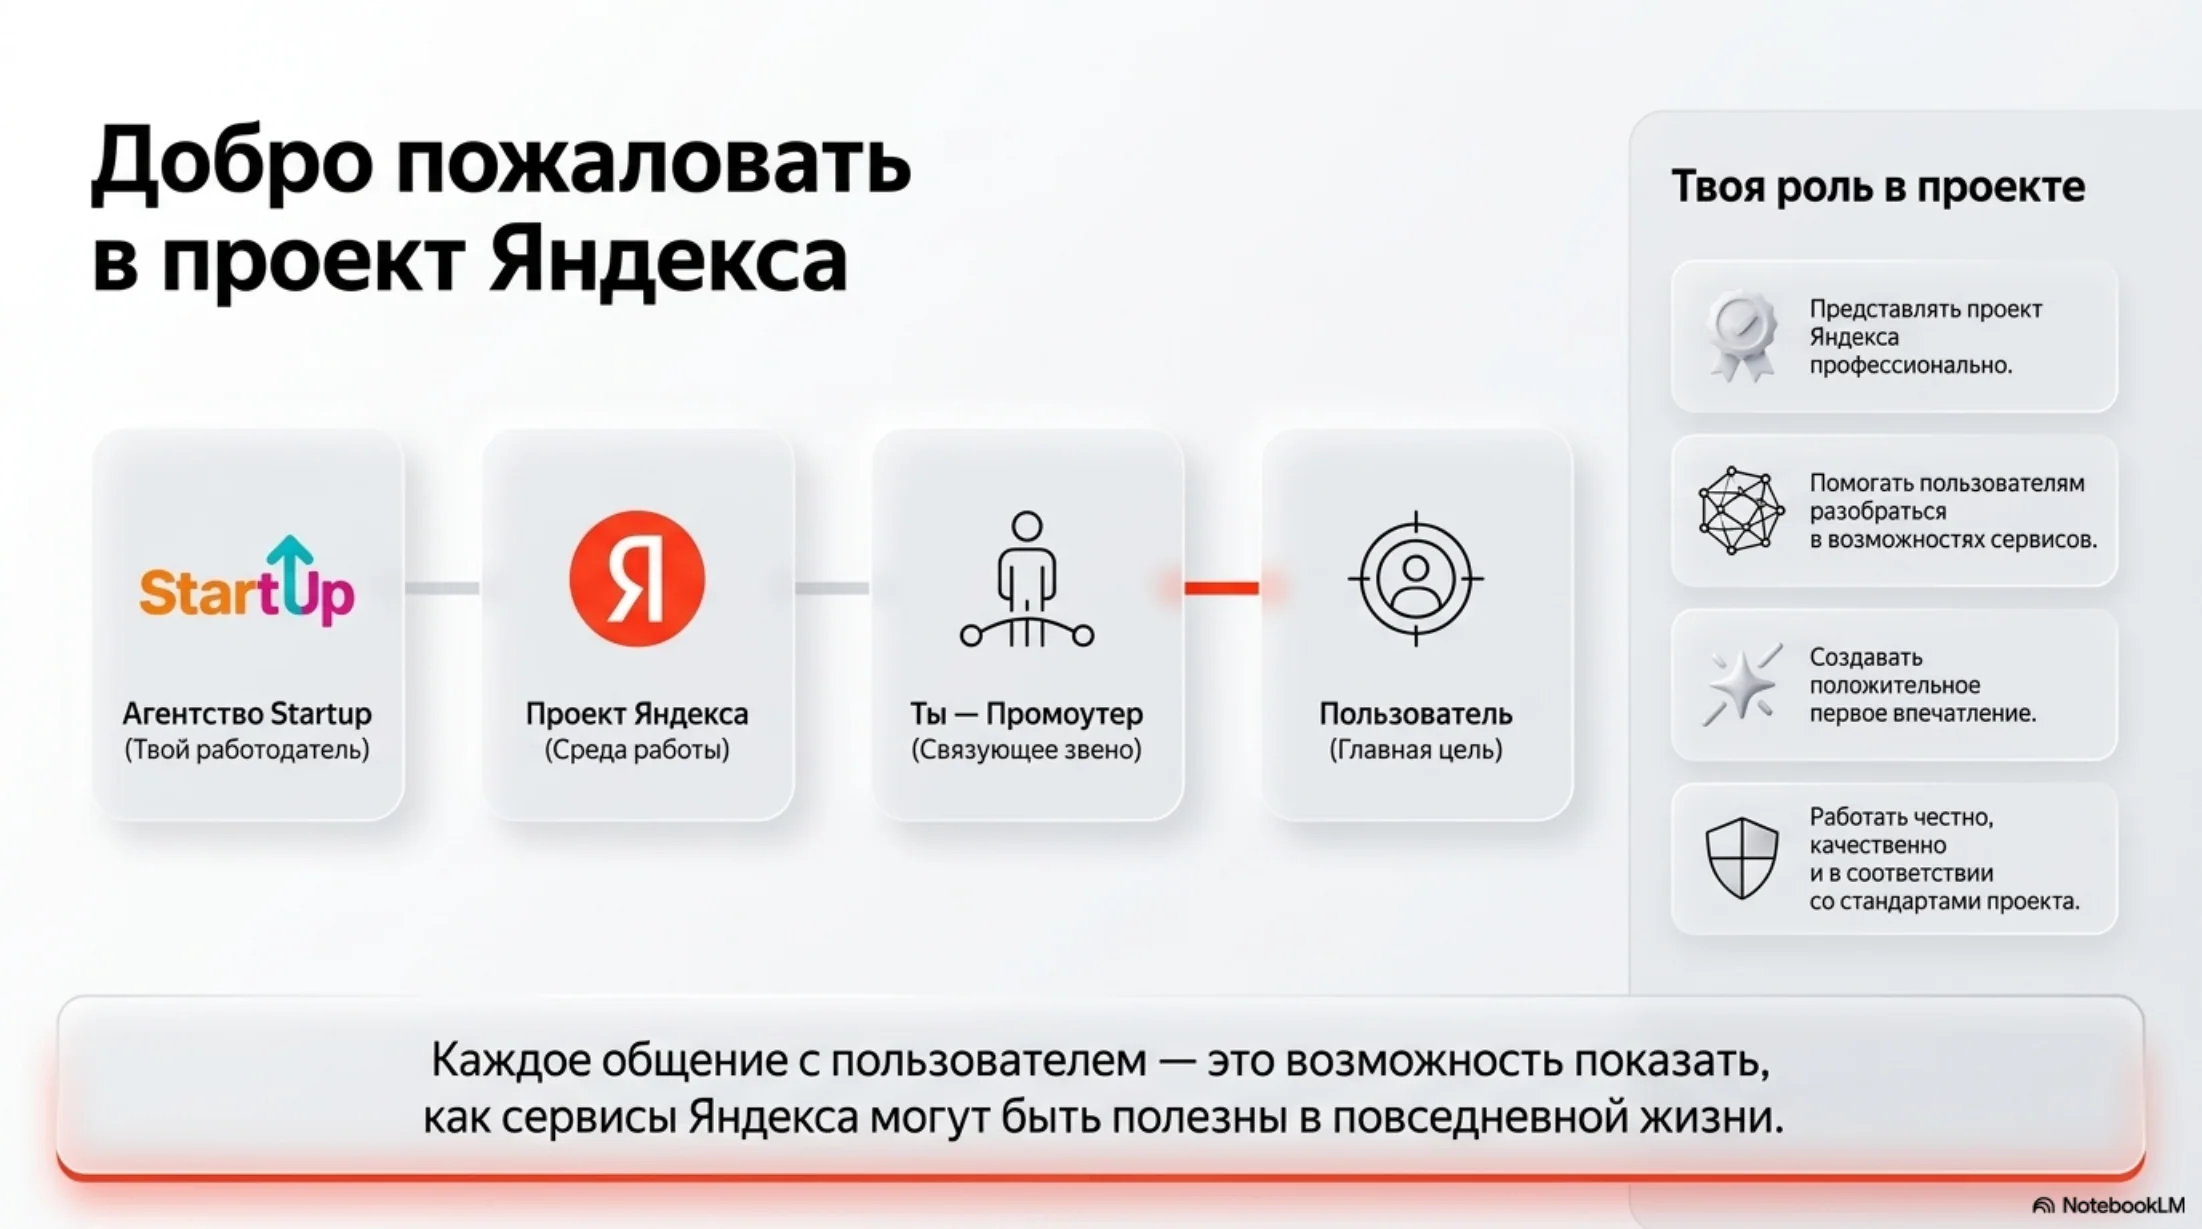 Добро пожаловать
в проект Яндекса
StartUp
Агентство Startup
(Твой работодатель)
Я
Проект Яндекса
(Среда работы)
Ты — Промоутер
(Связующее звено)
Пользователь
(Главная цель)
Твоя роль в проекте
Представлять проект
Яндекса
профессионально.
Помогать пользователям
разобраться
в возможностях сервисов.
Создавать
положительное
первое впечатление.
Работать честно,
качественно
и в соответствии
со стандартами проекта.
Каждое общение с пользователем — это возможность показать,
как сервисы Яндекса могут быть полезны в повседневной жизни.
NotebookLM